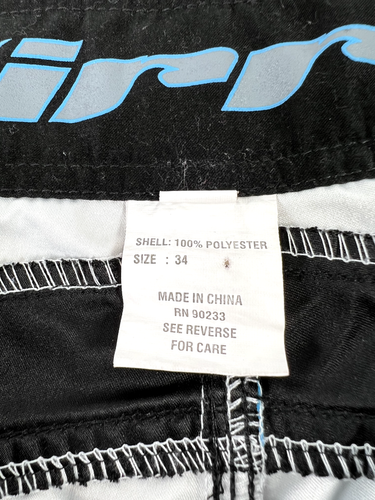 SHELL: 100% POLYESTER
SIZE : 34
MADE IN CHINA
RN 90233
SEE REVERSE
FOR CARE